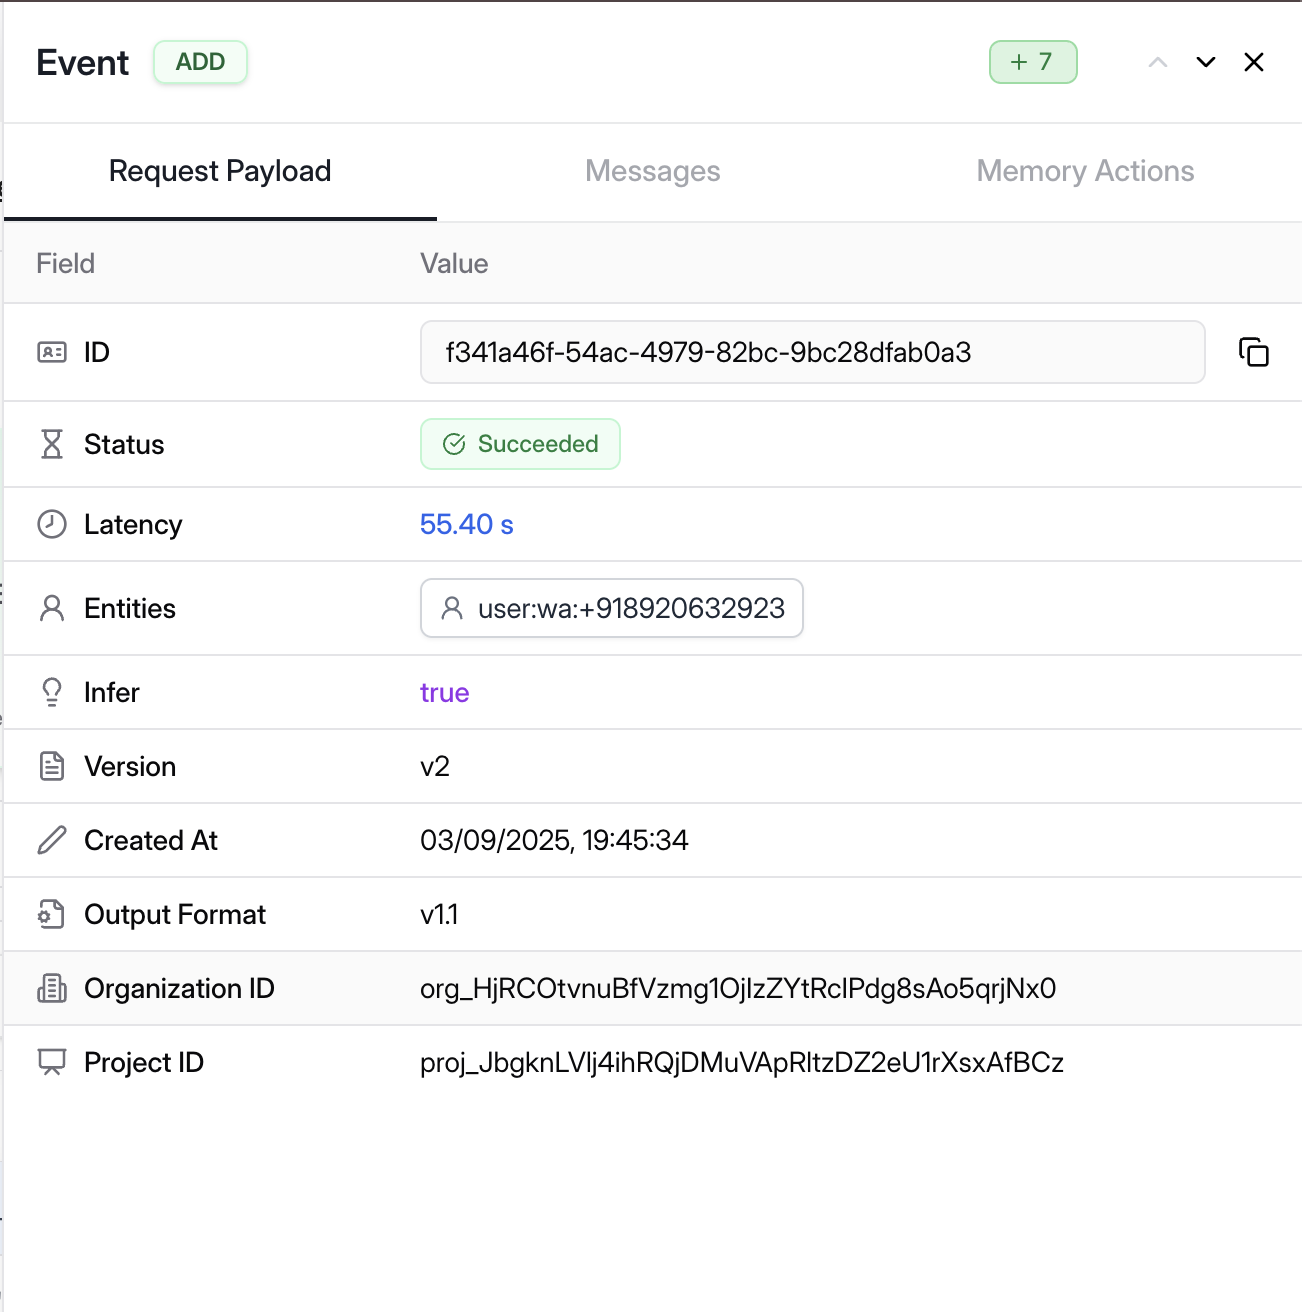 Event ADD + 7
Request Payload Messages Memory Actions
Field Value
ID f341a46f-54ac-4979-82bc-9bc28dfab0a3
Status Succeeded
Latency 55.40 s
Entities user:wa:+918920632923
Infer true
Version v2
Created At 03/09/2025, 19:45:34
Output Format v1.1
Organization ID org_HjRCOtvnuBfVzmg1OjIzZYtRcIPdg8sAo5qrjNx0
Project ID proj_JbgknLVIj4ihRQjDMuVApRltzDZ2eU1rXsxAfBCz